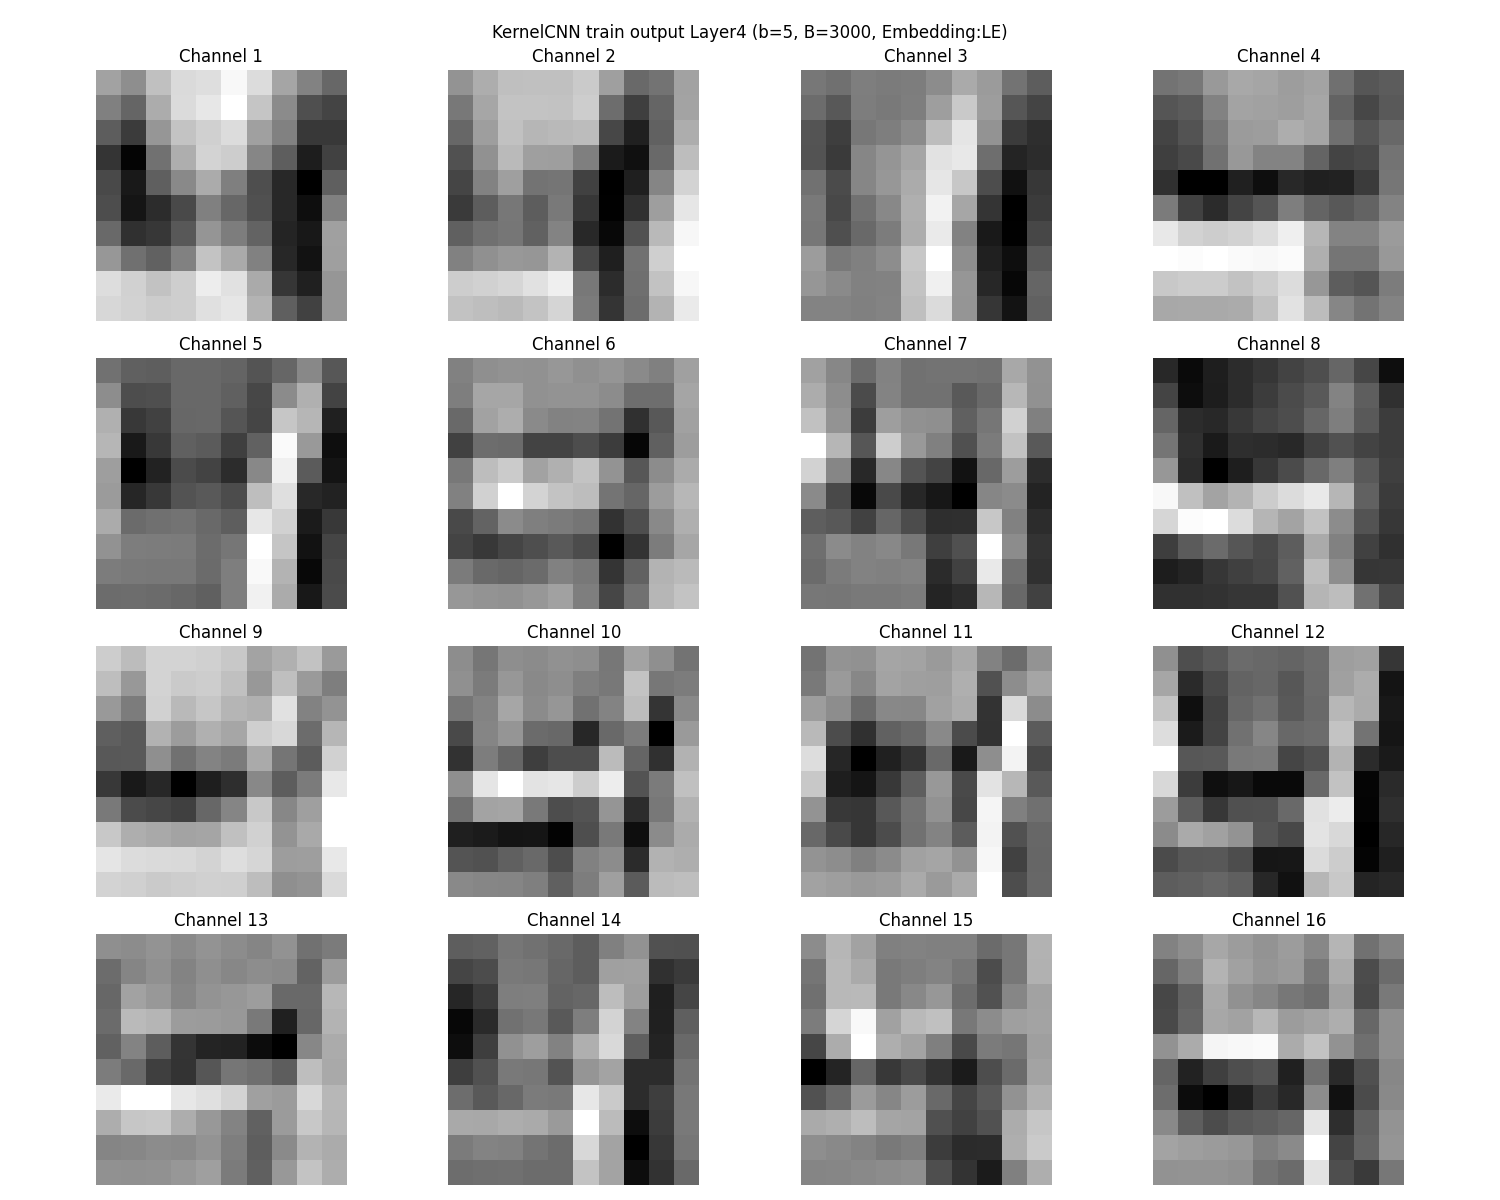 KernelCNN train output Layer4 (b=5, B=3000, Embedding:LE)
Channel 1
Channel 2
Channel 3
Channel 4
Channel 5
Channel 6
Channel 7
Channel 8
Channel 9
Channel 10
Channel 11
Channel 12
Channel 13
Channel 14
Channel 15
Channel 16